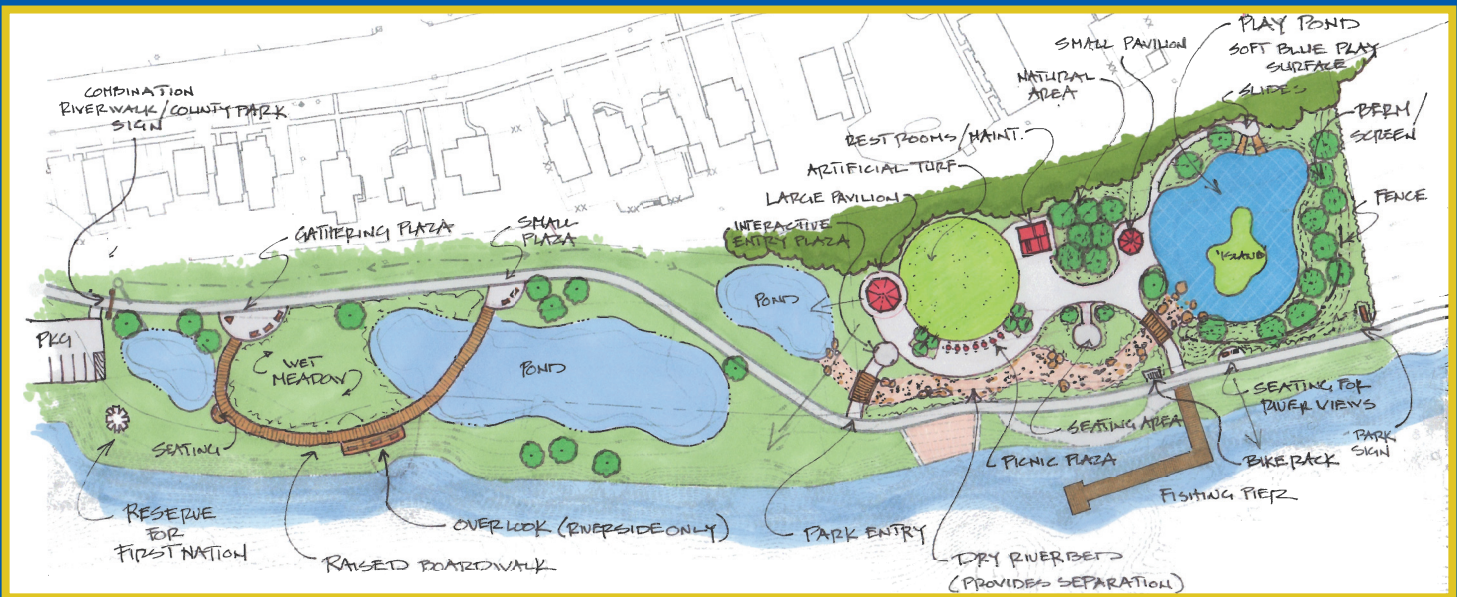 COMBINATION
RIVERWALK/COUNTY PARK
SIGN
GATHERING PLAZA
SMALL
PLAZA
PLAY POND
SOFT BLUE PLAY
SURFACE
SMALL PAVILION
NATURAL
AREA
SLIDES
BERM/
SCREEN
REST ROOMS/MAINT.
ARTIFICIAL TURF
LARGE PAVILION
INTERACTIVE
ENTRY PLAZA
FENCE
ISLAND
POND
PKG
WET
MEADOW
POND
SEATING
SEATING FOR
RIVER VIEWS
SEATING AREA
PARK
SIGN
PICNIC PLAZA
BIKE RACK
FISHING PIER
RESERVE
FOR
FIRST NATION
OVERLOOK (RIVERSIDE ONLY)
PARK ENTRY
RAISED BOARDWALK
DRY RIVERBED
(PROVIDES SEPARATION)